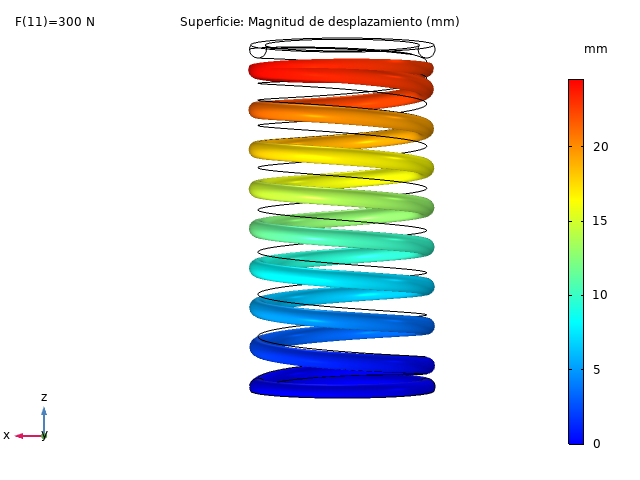 F(11)=300 N
Superficie: Magnitud de desplazamiento (mm)
mm
20
15
10
5
0
z
x
y